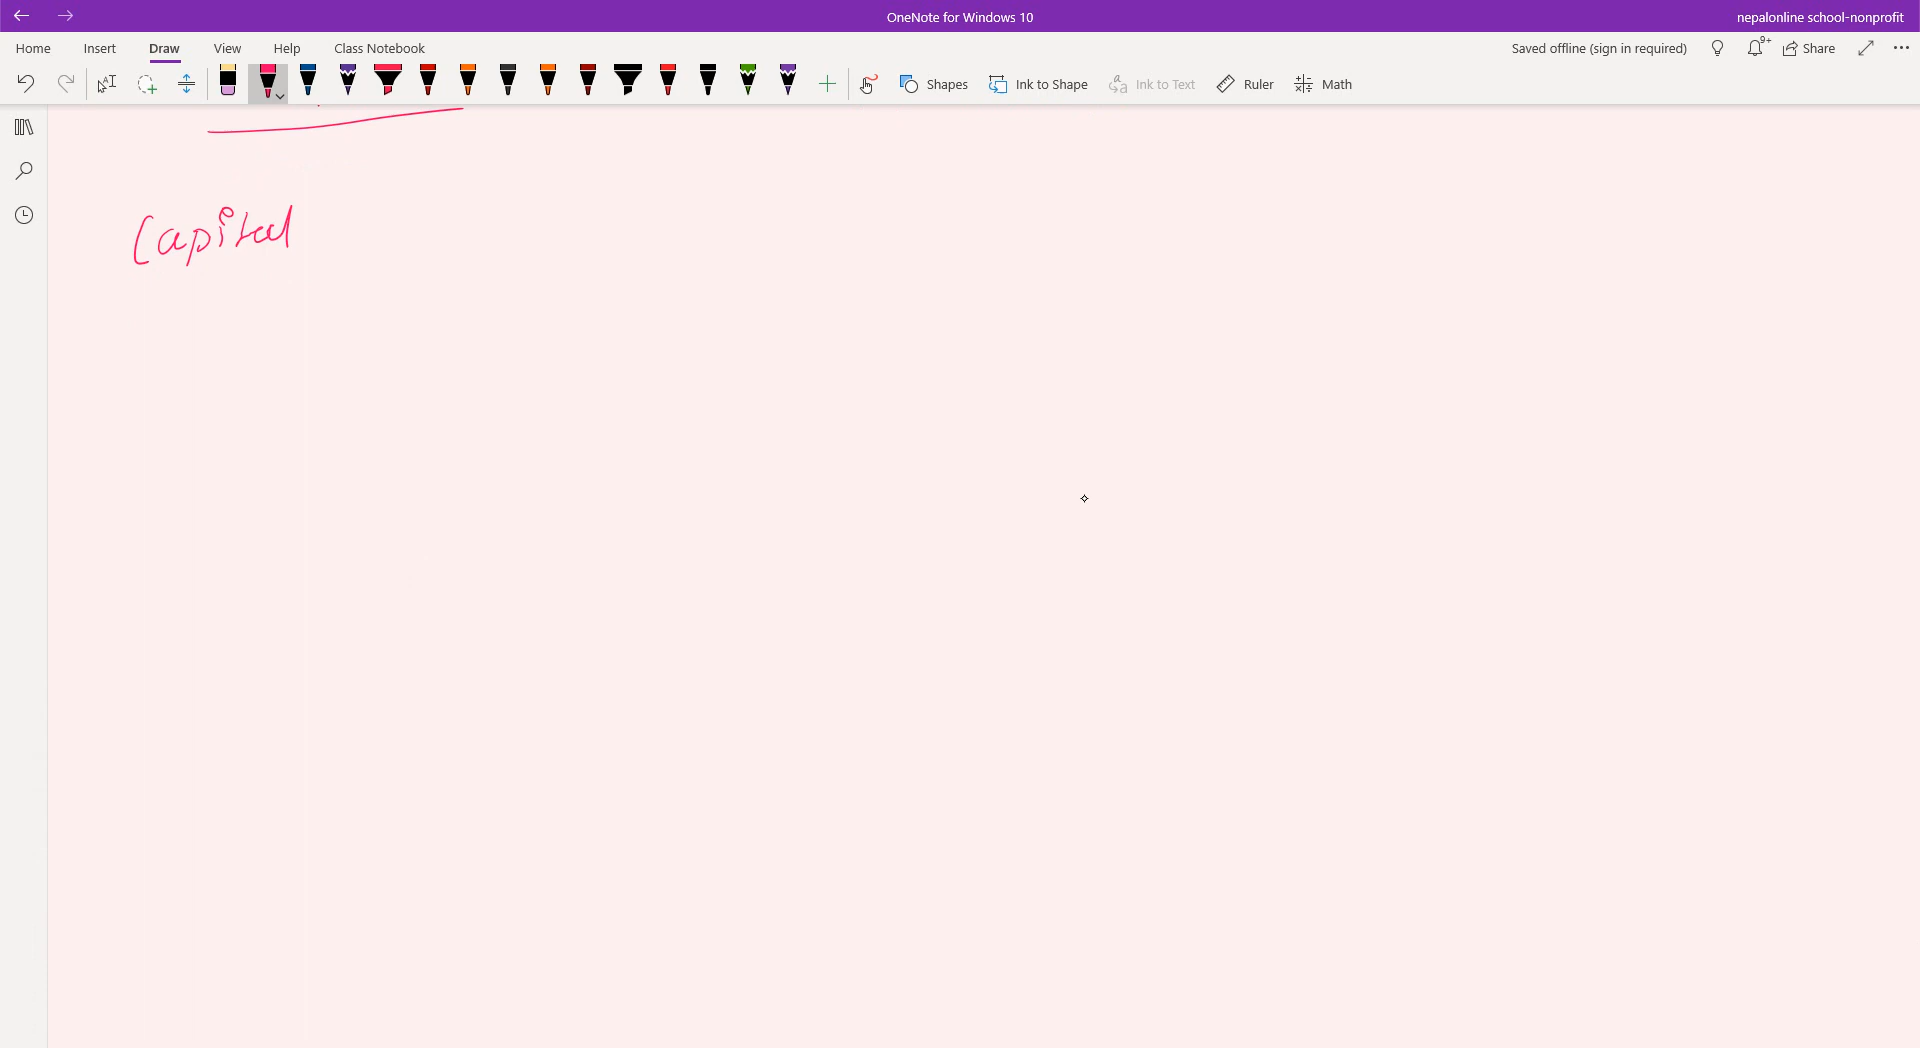 OneNote for Windows 10
nepalonline school-nonprofit
Home Insert Draw View Help Class Notebook
Saved offline (sign in required) 9+ Share
Shapes Ink to Shape Ink to Text Ruler Math
Capital